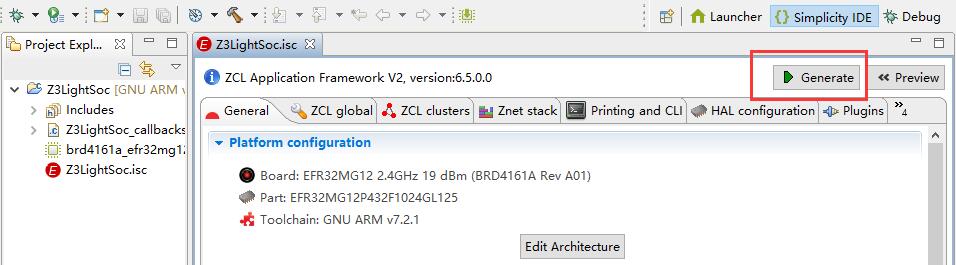 Launcher
Simplicity IDE
Debug
Project Expl...
Z3LightSoc [GNU ARM v
Includes
Z3LightSoc_callbacks
brd4161a_efr32mg12
Z3LightSoc.isc
Z3LightSoc.isc
ZCL Application Framework V2, version:6.5.0.0
Generate
Preview
General
ZCL global
ZCL clusters
Znet stack
Printing and CLI
HAL configuration
Plugins
»4
Platform configuration
Board: EFR32MG12 2.4GHz 19 dBm (BRD4161A Rev A01)
Part: EFR32MG12P432F1024GL125
Toolchain: GNU ARM v7.2.1
Edit Architecture